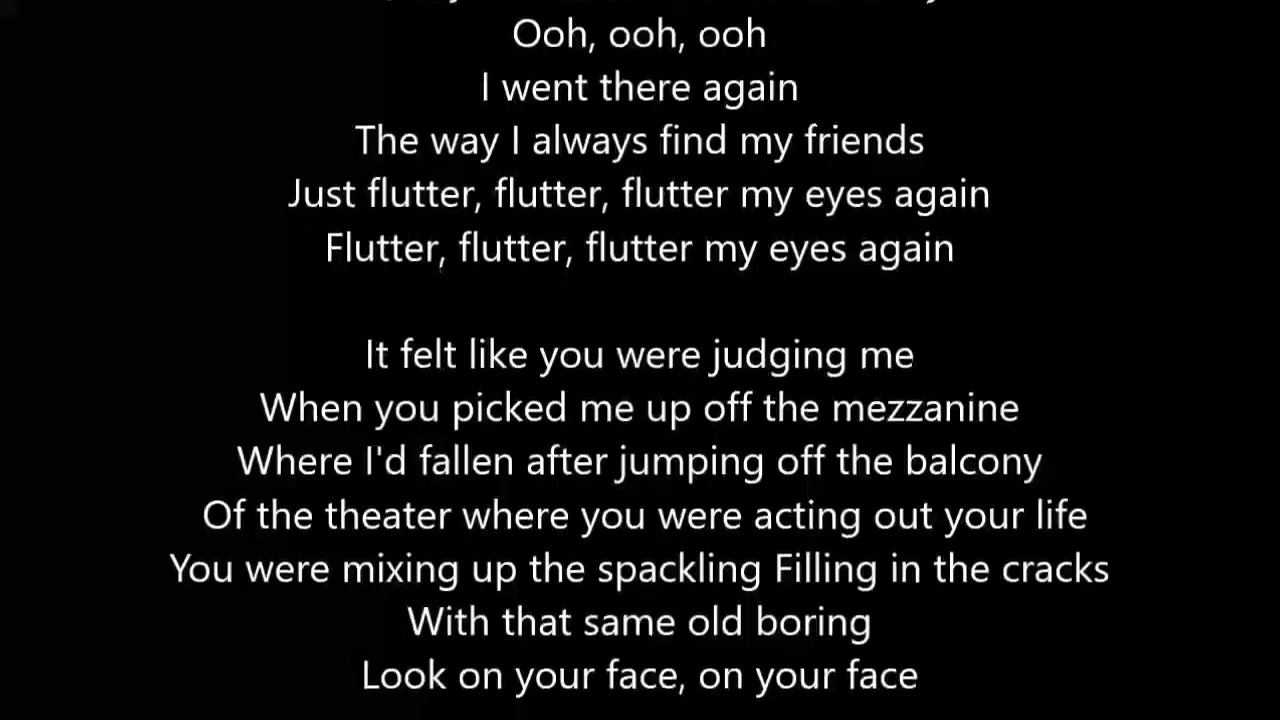 Ooh, ooh, ooh
I went there again
The way I always find my friends
Just flutter, flutter, flutter my eyes again
Flutter, flutter, flutter my eyes again
It felt like you were judging me
When you picked me up off the mezzanine
Where I'd fallen after jumping off the balcony
Of the theater where you were acting out your life
You were mixing up the spackling Filling in the cracks
With that same old boring
Look on your face, on your face